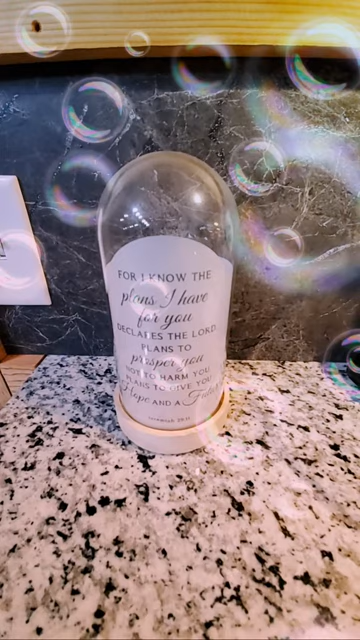 FOR I KNOW THE
plans I have
for you
DECLARES THE LORD
PLANS TO
prosper you
NOT TO HARM YOU
PLANS TO GIVE YOU
Hope AND A Future